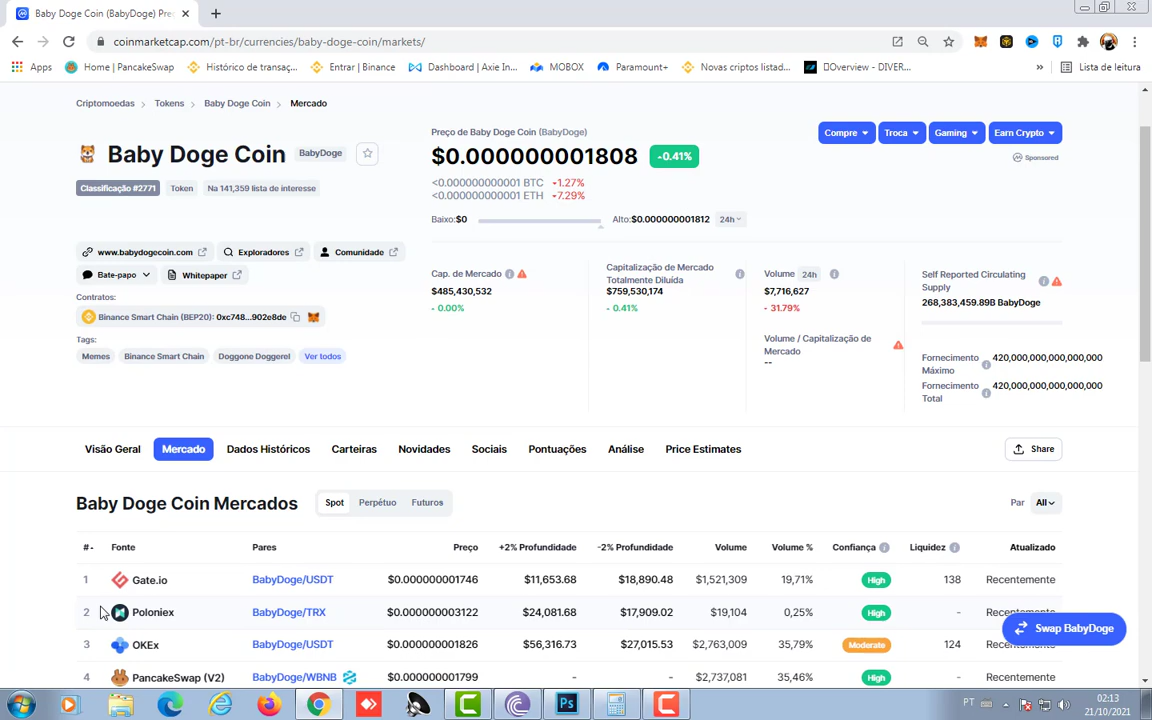 Baby Doge Coin (BabyDoge) Pre
coinmarketcap.com/pt-br/currencies/baby-doge-coin/markets/
Apps Home | PancakeSwap Histórico de transaç... Entrar | Binance Dashboard | Axie In... MOBOX Paramount+ Novas criptos listad... Overview - DIVER... » Lista de leitura
Criptomoedas > Tokens > Baby Doge Coin > Mercado
Preço de Baby Doge Coin (BabyDoge)
Compre Troca Gaming Earn Crypto
Baby Doge Coin BabyDoge
$0.000000001808 0.41%
Sponsored
Classificação #2771 Token Na 141,359 lista de interesse
<0.000000000001 BTC 1.27%
<0.000000000001 ETH 7.29%
Baixo:$0 Alto:$0.000000001812 24h
www.babydogecoin.com Exploradores Comunidade
Bate-papo Whitepaper
Contratos:
Binance Smart Chain (BEP20): 0xc748...902e8de
Tags:
Memes Binance Smart Chain Doggone Doggerel Ver todos
Cap. de Mercado
$485,430,532
0.00%
Capitalização de Mercado
Totalmente Diluída
$759,530,174
0.41%
Volume 24h
$7,716,627
31.79%
Volume / Capitalização de
Mercado
--
Self Reported Circulating
Supply
268,383,459.89B BabyDoge
Fornecimento
Máximo
420,000,000,000,000,000
Fornecimento
Total
420,000,000,000,000,000
Visão Geral Mercado Dados Históricos Carteiras Novidades Sociais Pontuações Análise Price Estimates Share
Baby Doge Coin Mercados Spot Perpétuo Futuros Par All
# Fonte Pares Preço +2% Profundidade -2% Profundidade Volume Volume % Confiança Liquidez Atualizado
1 Gate.io BabyDoge/USDT $0.000000001746 $11,653.68 $18,890.48 $1,521,309 19,71% High 138 Recentemente
2 Poloniex BabyDoge/TRX $0.000000003122 $24,081.68 $17,909.02 $19,104 0,25% High - Recentemente
Swap BabyDoge
3 OKEx BabyDoge/USDT $0.000000001826 $56,316.73 $27,015.53 $2,763,009 35,79% Moderate 124 Recentemente
4 PancakeSwap (V2) BabyDoge/WBNB $0.000000001799 - - $2,737,081 35,46% High - Recentemente
Ps
PT 02:13
21/10/2021